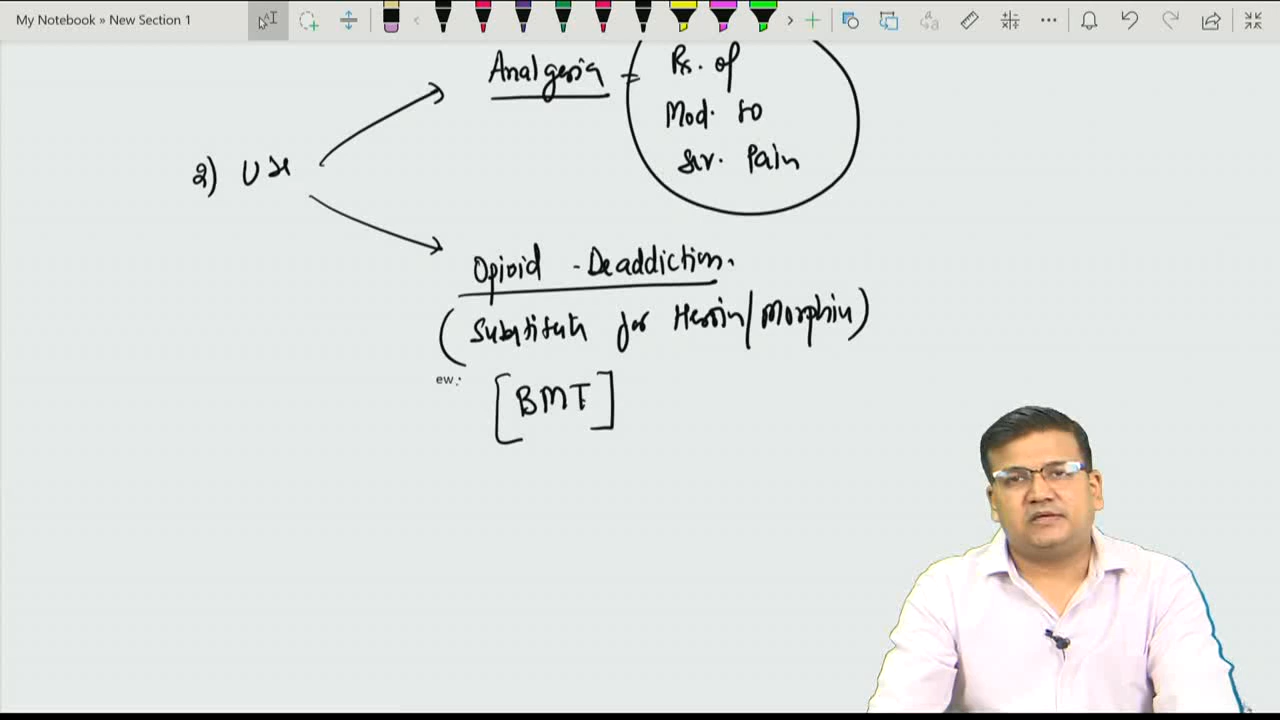 My Notebook » New Section 1
Analgesia = Rx. of
Mod. to
sev. Pain
2) Use
Opioid - Deaddiction.
(Substitute for Heroin/Morphine)
ew:
[BMT]